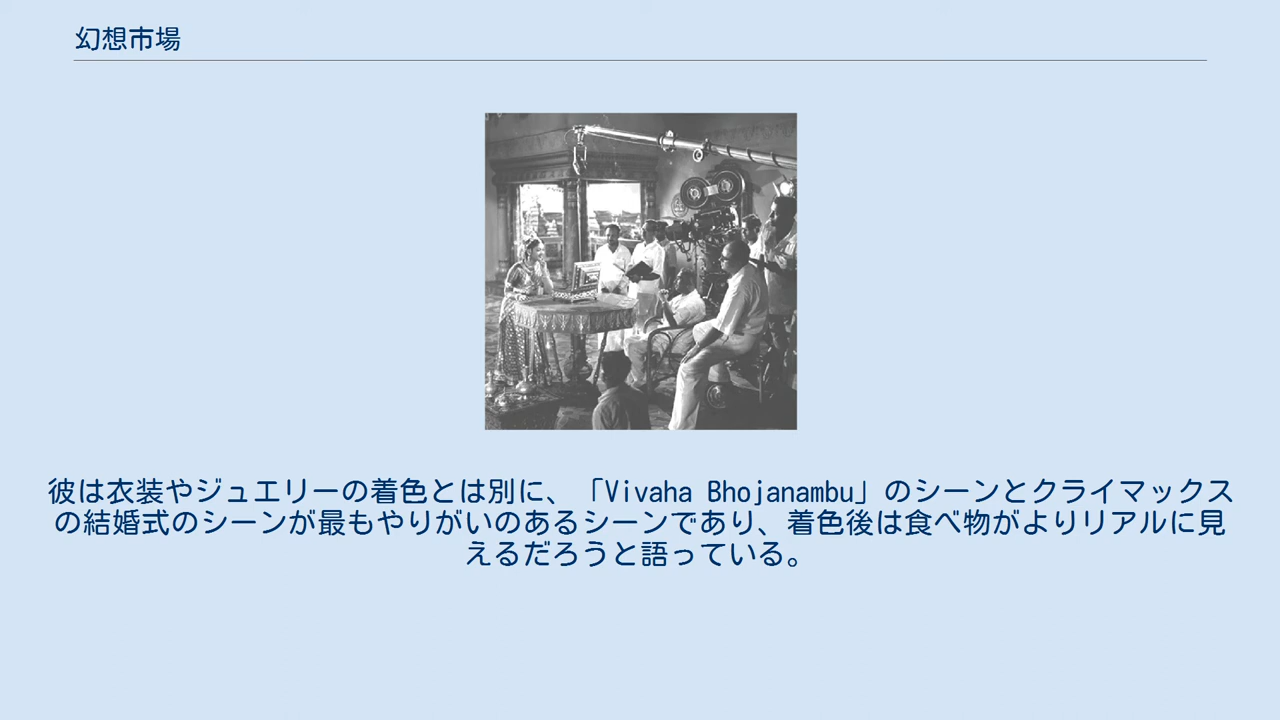 幻想市場
彼は衣装やジュエリーの着色とは別に、「Vivaha Bhojanambu」のシーンとクライマックス
の結婚式のシーンが最もやりがいのあるシーンであり、着色後は食べ物がよりリアルに見
えるだろうと語っている。